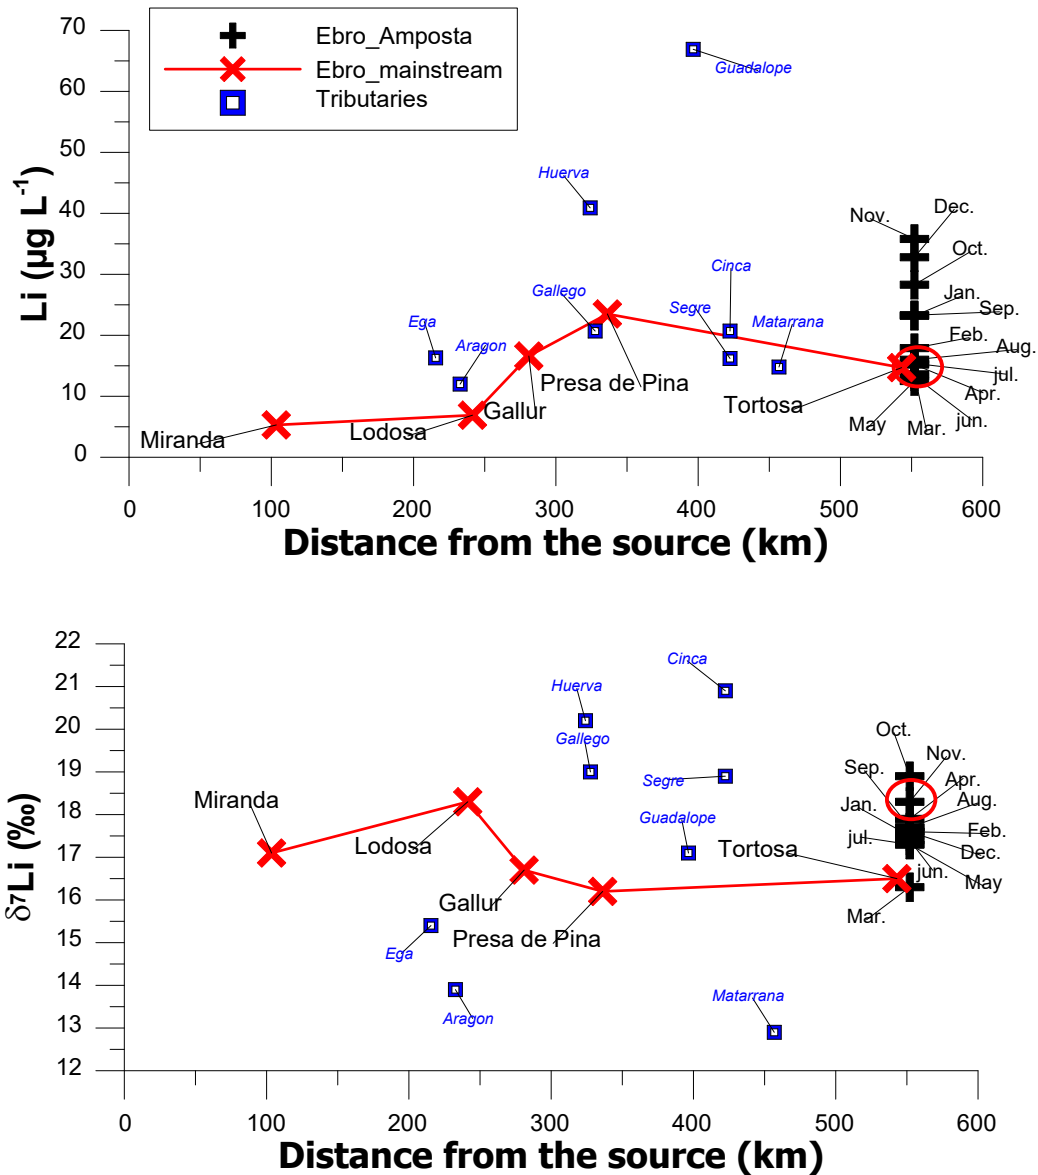 70
60
50
40
30
20
10
0
Li (µg L-1)
Ebro_Amposta
Ebro_mainstream
Tributaries
Guadalope
Huerva
Dec.
Nov.
Oct.
Cinca
Jan.
Gallego
Segre
Matarrana
Sep.
Ega
Aragon
Feb.
Aug.
jul.
Presa de Pina
Apr.
Gallur
Tortosa
Lodosa
Miranda
May
Mar.
jun.
0 100 200 300 400 500 600
Distance from the source (km)
22
21
20
19
18
17
16
15
14
13
12
δ7Li (‰)
Cinca
Huerva
Oct.
Gallego
Nov.
Sep.
Segre
Apr.
Miranda
Jan.
Aug.
Guadalope
Feb.
Lodosa
Tortosa
jul.
Dec.
jun.
May
Gallur
Mar.
Presa de Pina
Ega
Matarrana
Aragon
0 100 200 300 400 500 600
Distance from the source (km)